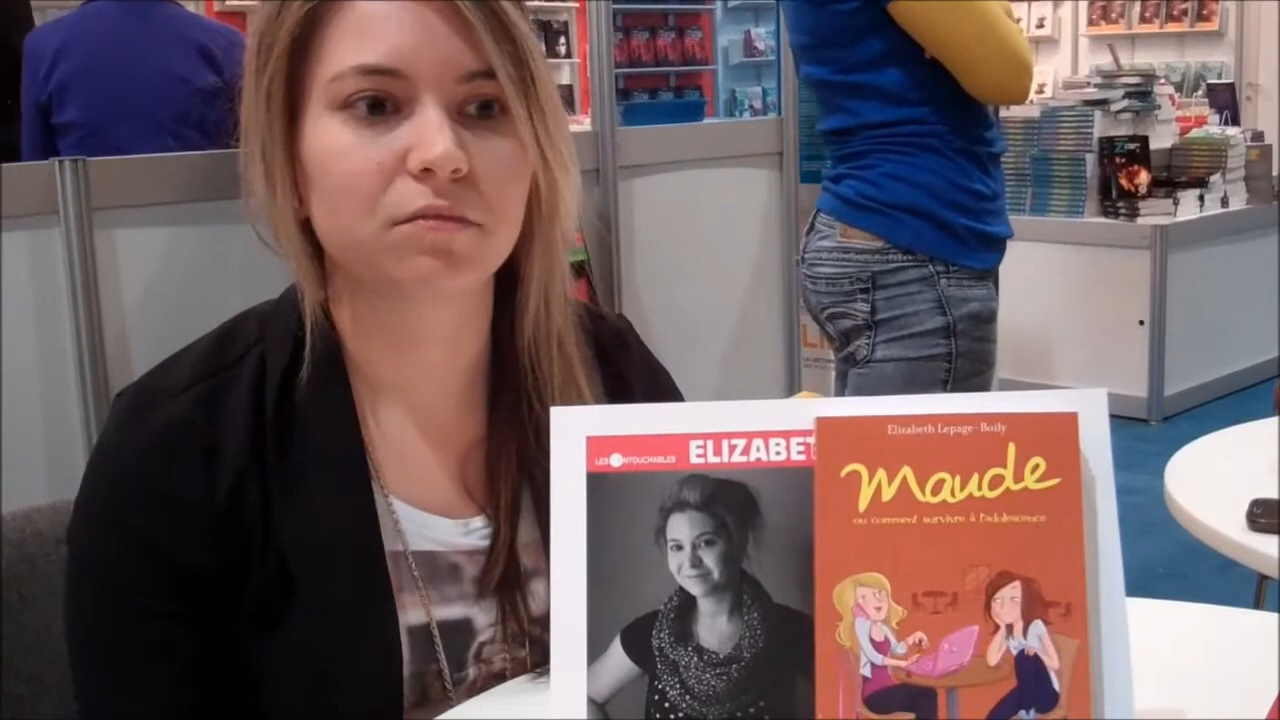 LES INTOUCHABLES
ELIZABET
Elizabeth Lepage-Boily
Maude
ou comment survivre à l'adolescence